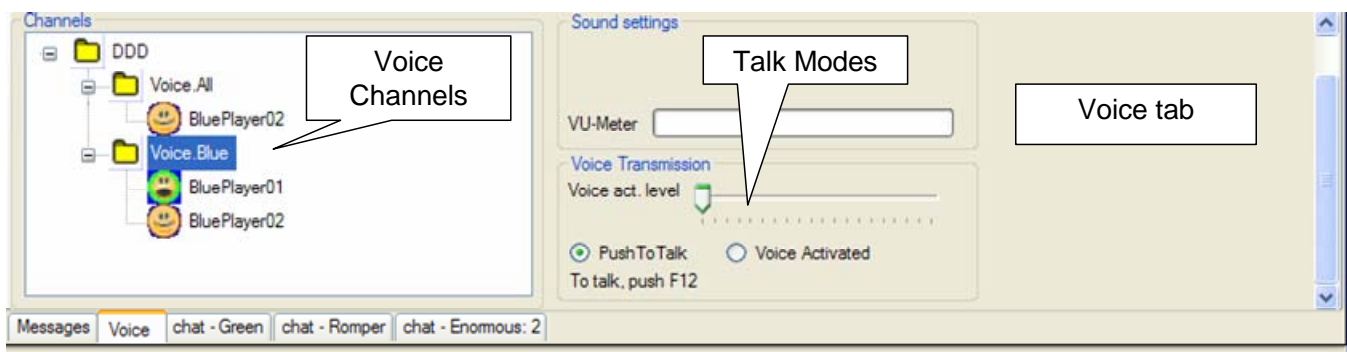 Channels
DDD
Voice.All
BluePlayer02
Voice.Blue
BluePlayer01
BluePlayer02
Voice
Channels
Sound settings
Talk Modes
VU-Meter
Voice Transmission
Voice act. level
PushToTalk
Voice Activated
To talk, push F12
Voice tab
Messages
Voice
chat - Green
chat - Romper
chat - Enormous: 2